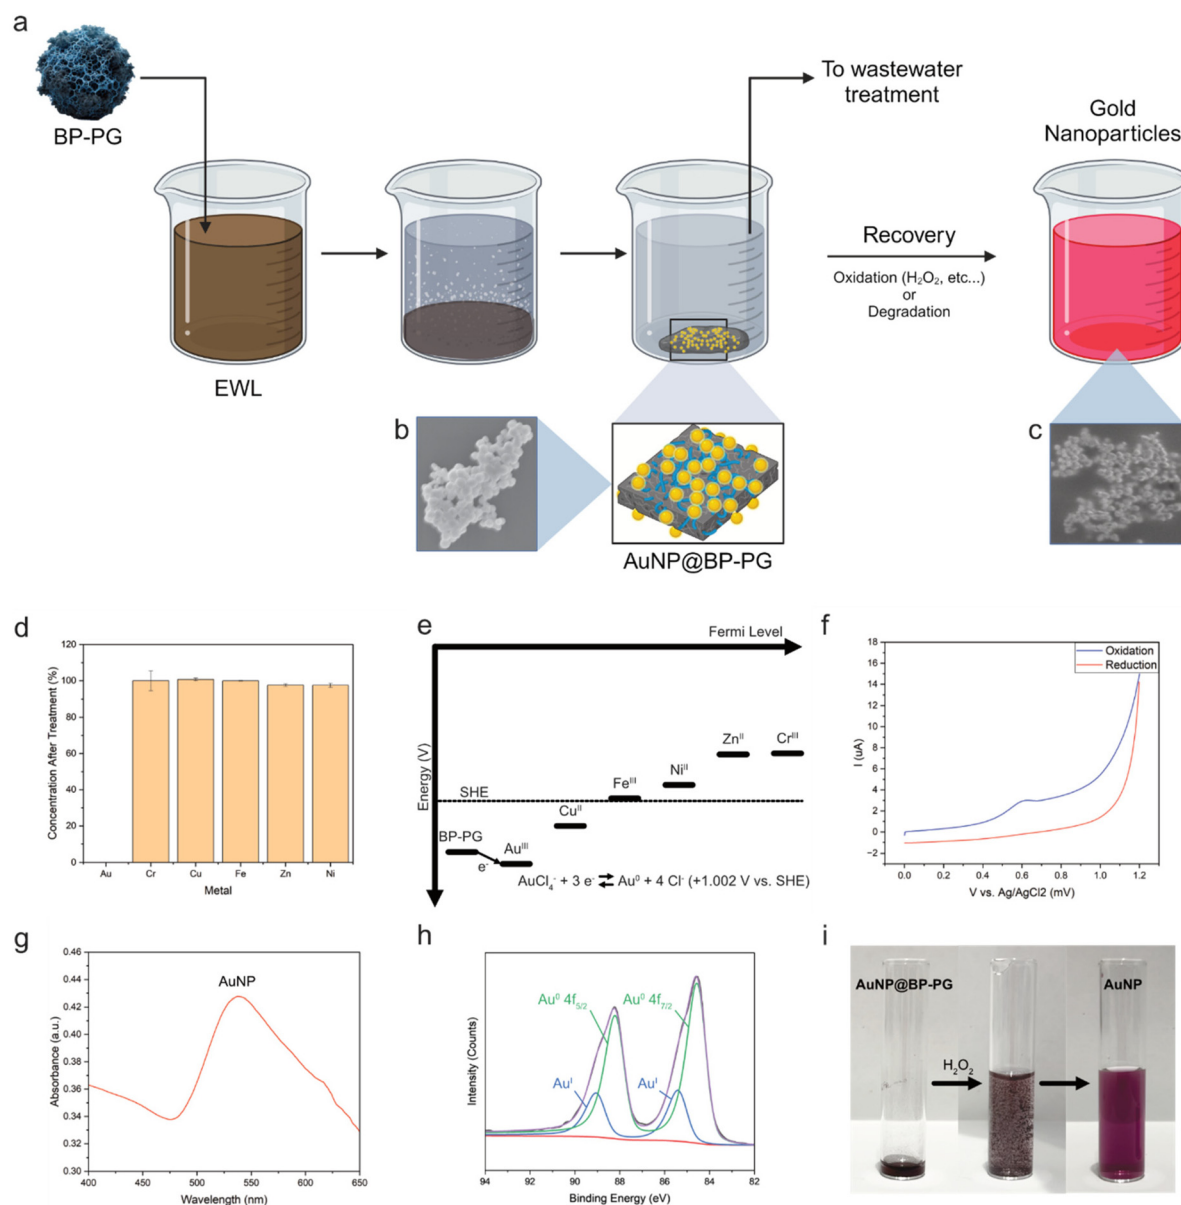 a
BP-PG
To wastewater
treatment
Gold
Nanoparticles
Recovery
Oxidation (H₂O₂, etc...)
or
Degradation
EWL
b
c
AuNP@BP-PG
d
120
100
80
60
40
20
0
Concentration After Treatment (%)
Au Cr Cu Fe Zn Ni
Metal
e
Fermi Level
Energy (V)
SHE
BP-PG
e⁻
Auᴵᴵᴵ
Cuᴵᴵ
Feᴵᴵᴵ
Niᴵᴵ
Znᴵᴵ
Crᴵᴵᴵ
AuCl₄⁻ + 3 e⁻ ⇌ Au⁰ + 4 Cl⁻ (+1.002 V vs. SHE)
f
18
16
14
12
10
8
6
4
2
0
−2
I (uA)
Oxidation
Reduction
0.0 0.2 0.4 0.6 0.8 1.0 1.2
V vs. Ag/AgCl2 (mV)
g
0.46
0.44
0.42
0.40
0.38
0.36
0.34
0.32
0.30
Absorbance (a.u.)
AuNP
400 450 500 550 600 650
Wavelength (nm)
h
Intensity (Counts)
Au⁰ 4f₅/₂
Au⁰ 4f₇/₂
Auᴵ
Auᴵ
94 92 90 88 86 84 82
Binding Energy (eV)
i
AuNP@BP-PG
H₂O₂
AuNP